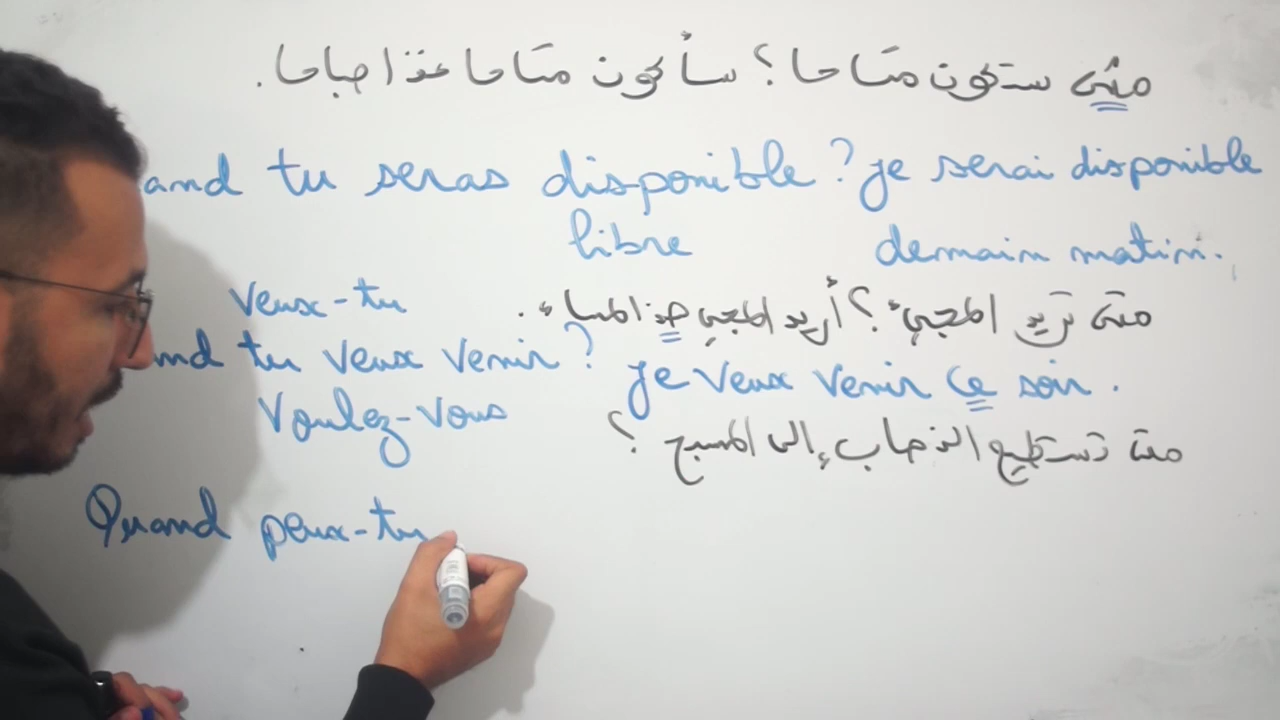 متى ستكون متاحا؟ سأكون متاحا غدا صباحا.
and tu seras disponible ? je serai disponible
libre demain matin.
veux-tu
متى تريد المجيء؟ أريد المجيء هذا المساء.
nd tu veux venir ? je veux venir ce soir.
Voulez-vous
متى تستطيع الذهاب إلى المسبح ؟
Quand peux-tu